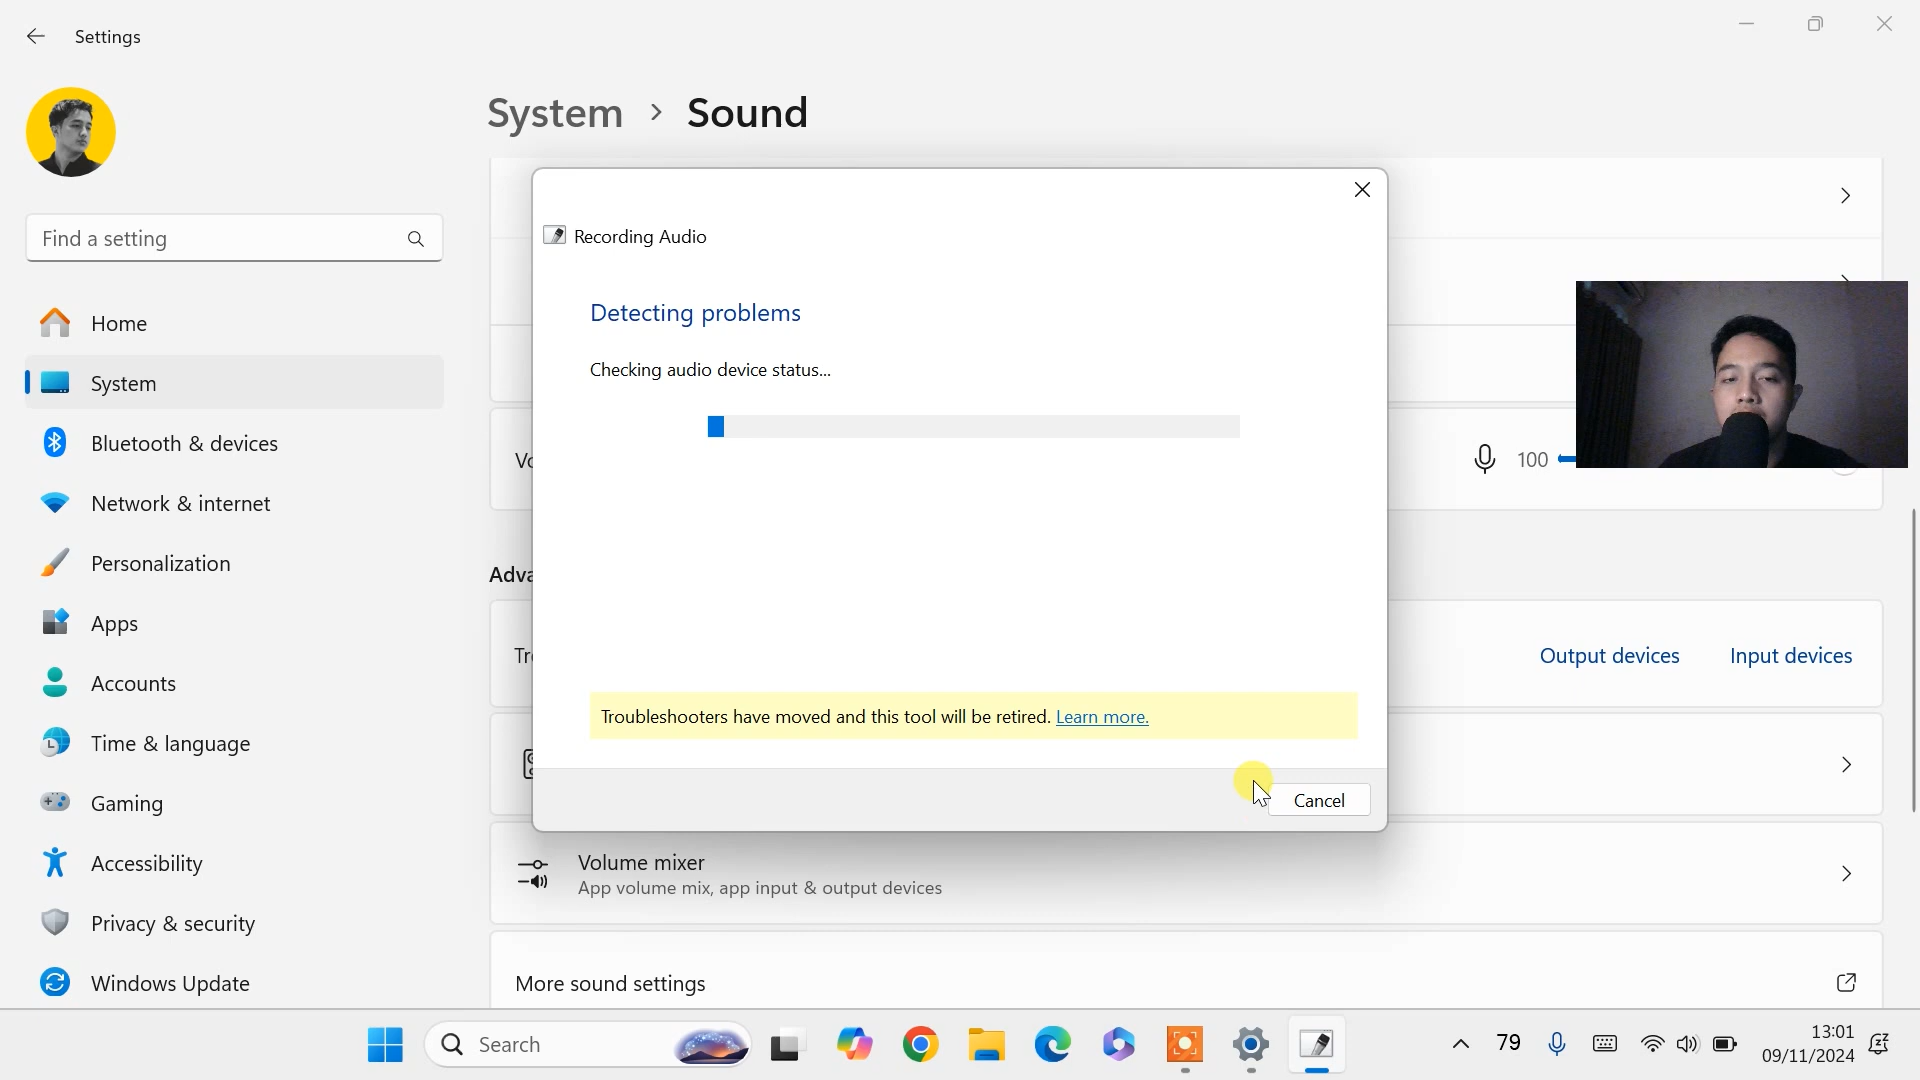 Settings
System > Sound
Find a setting
Home
System
Bluetooth & devices
Network & internet
Personalization
Apps
Accounts
Time & language
Gaming
Accessibility
Privacy & security
Windows Update
Recording Audio
Detecting problems
Checking audio device status...
Troubleshooters have moved and this tool will be retired. Learn more.
Cancel
100
Output devices
Input devices
Volume mixer
App volume mix, app input & output devices
More sound settings
Search
79
13:01
09/11/2024